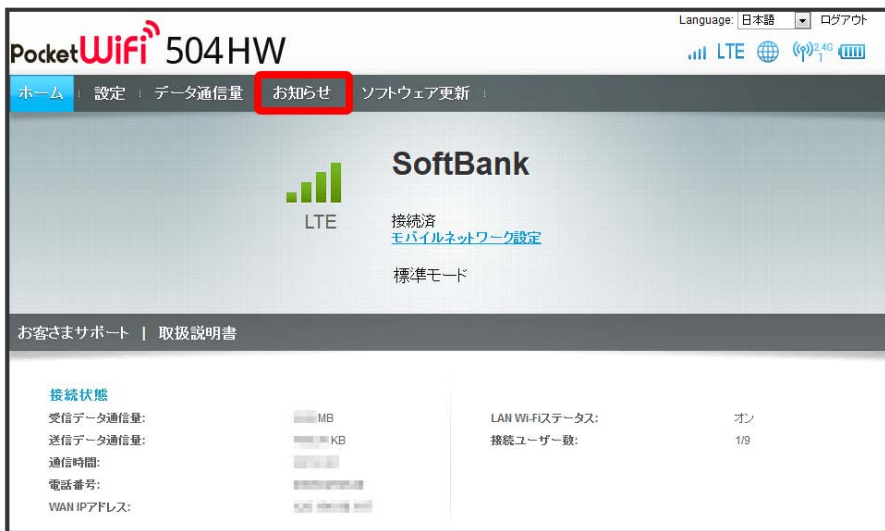 Language: 日本語 ログアウト
PocketWiFi 504HW
LTE 2.4G 1
ホーム 設定 データ通信量 お知らせ ソフトウェア更新
SoftBank
LTE
接続済
モバイルネットワーク設定
標準モード
お客さまサポート | 取扱説明書
接続状態
受信データ通信量: MB LAN Wi-Fiステータス: オン
送信データ通信量: KB 接続ユーザー数: 1/9
通信時間:
電話番号:
WAN IPアドレス: